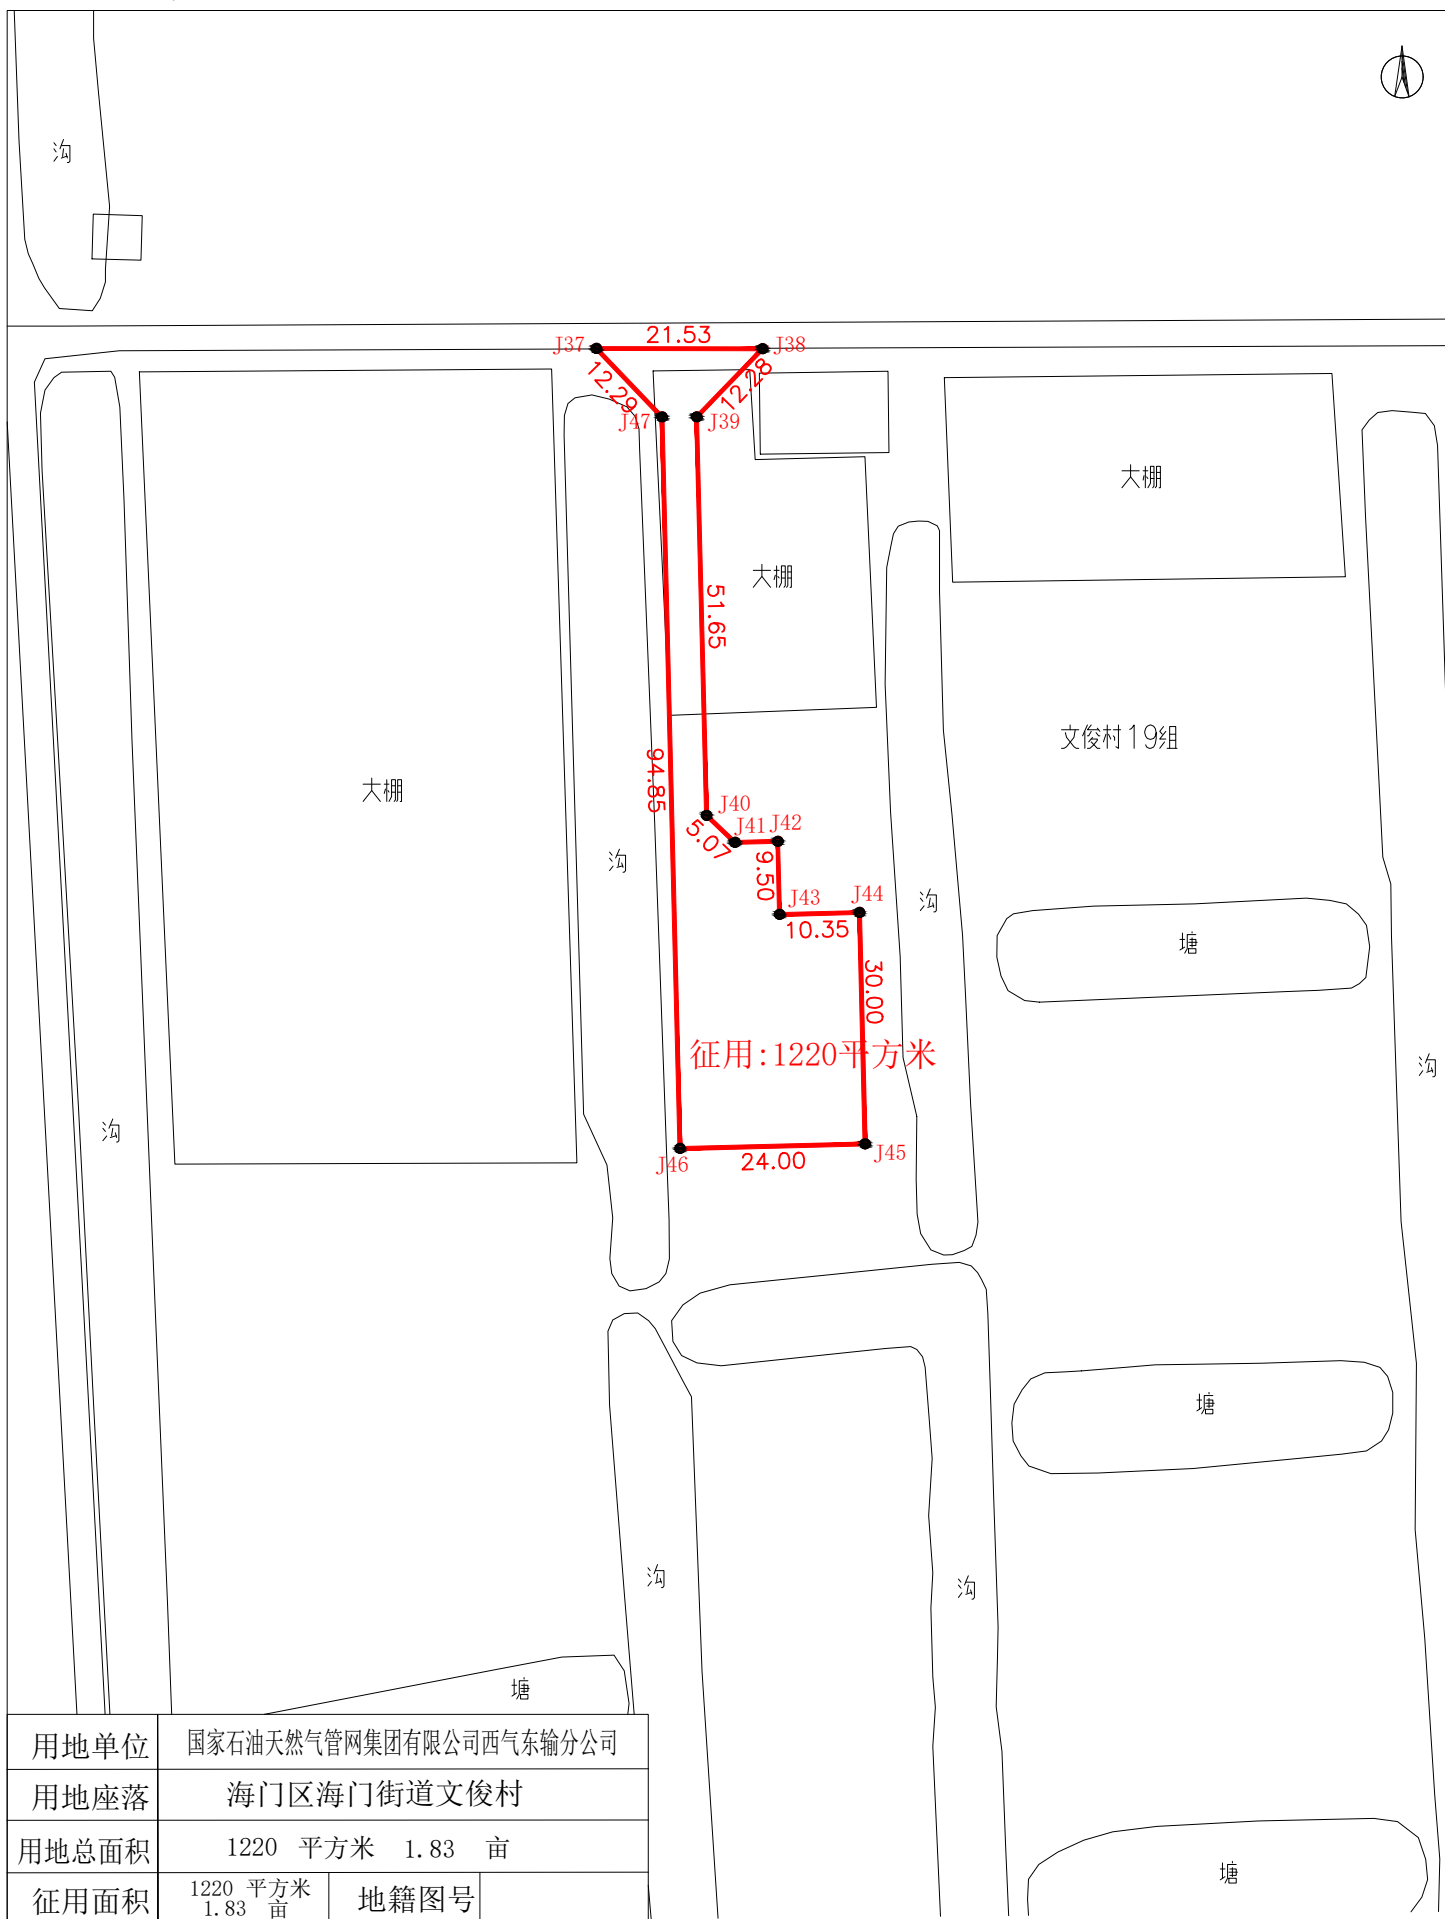 沟
21.53
J37
J38
12.29
12.28
J47
J39
大棚
大棚
51.65
文俊村19组
94.85
大棚
J40
J41
J42
5.07
9.50
沟
J43
J44
沟
10.35
塘
30.00
征用:1220平方米
沟
沟
J46
24.00
J45
塘
沟
沟
塘
用地单位 国家石油天然气管网集团有限公司西气东输分公司
用地座落 海门区海门街道文俊村
用地总面积 1220 平方米 1.83 亩
塘
征用面积 1220 平方米
1.83 亩
地籍图号